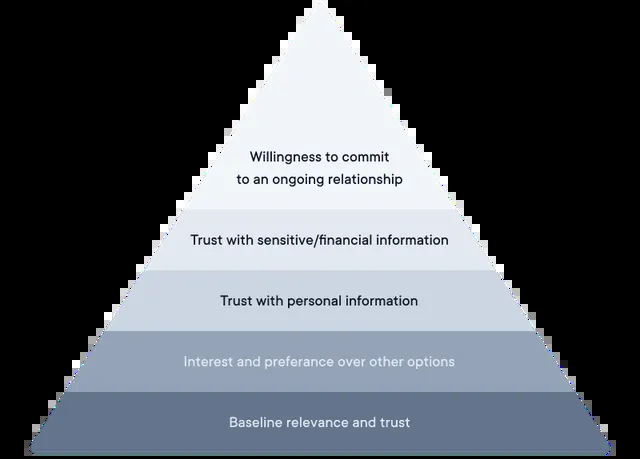 Willingness to commit
to an ongoing relationship
Trust with sensitive/financial information
Trust with personal information
Interest and preferance over other options
Baseline relevance and trust